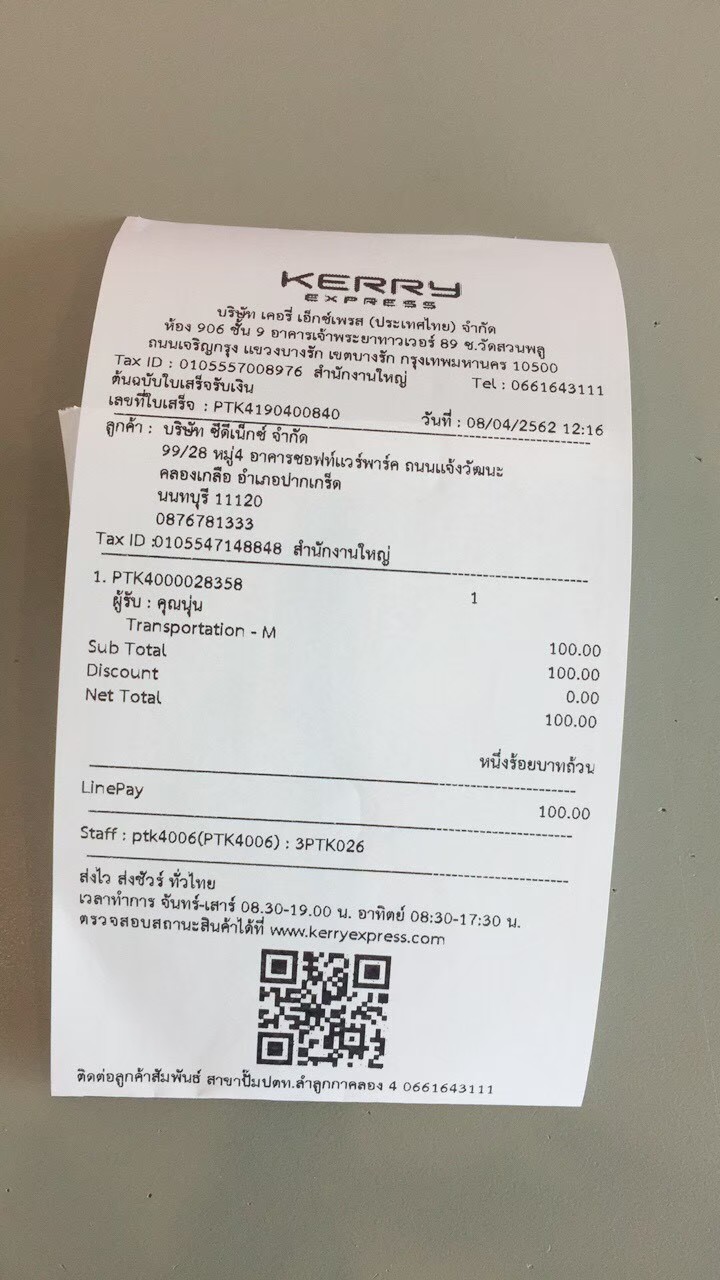 KERRY
EXPRESS
บริษัท เคอรี่ เอ็กซ์เพรส (ประเทศไทย) จำกัด
ห้อง 906 ชั้น 9 อาคารเจ้าพระยาทาวเวอร์ 89 ซ.วัดสวนพลู
ถนนเจริญกรุง แขวงบางรัก เขตบางรัก กรุงเทพมหานคร 10500
Tax ID : 0105557008976 สำนักงานใหญ่ Tel : 0661643111
ต้นฉบับใบเสร็จรับเงิน
เลขที่ใบเสร็จ : PTK4190400840 วันที่ : 08/04/2562 12:16
ลูกค้า : บริษัท ซีดีเน็กซ์ จำกัด
99/28 หมู่4 อาคารซอฟท์แวร์พาร์ค ถนนแจ้งวัฒนะ
คลองเกลือ อำเภอปากเกร็ด
นนทบุรี 11120
0876781333
Tax ID :0105547148848 สำนักงานใหญ่
1. PTK4000028358 1
ผู้รับ : คุณนุ่น
Transportation - M 100.00
Sub Total 100.00
Discount 0.00
Net Total 100.00
หนึ่งร้อยบาทถ้วน
LinePay 100.00
Staff : ptk4006(PTK4006) : 3PTK026
ส่งไว ส่งชัวร์ ทั่วไทย
เวลาทำการ จันทร์-เสาร์ 08.30-19.00 น. อาทิตย์ 08:30-17:30 น.
ตรวจสอบสถานะสินค้าได้ที่ www.kerryexpress.com
ติดต่อลูกค้าสัมพันธ์ สาขาปั๊มปตท.ลำลูกกาคลอง 4 0661643111